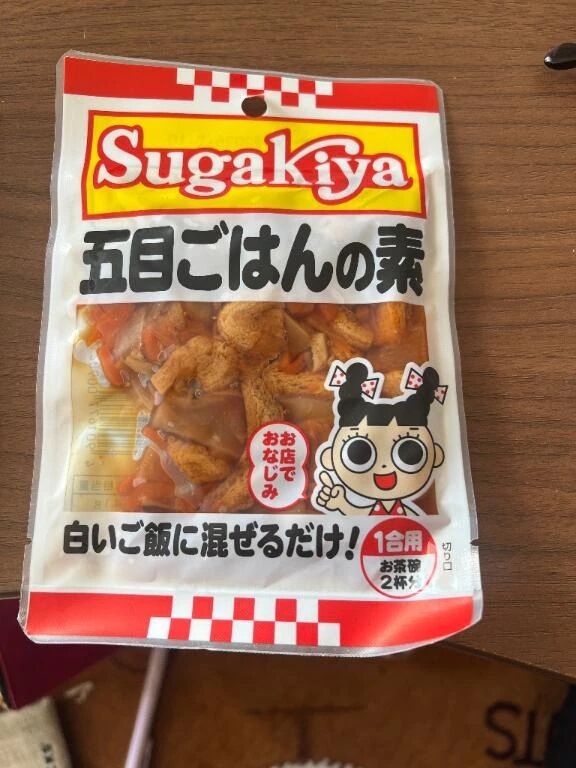 Sugakiya
五目ごはんの素
お店で
おなじみ
白いご飯に混ぜるだけ!
1合用
お茶碗
2杯分
切り口